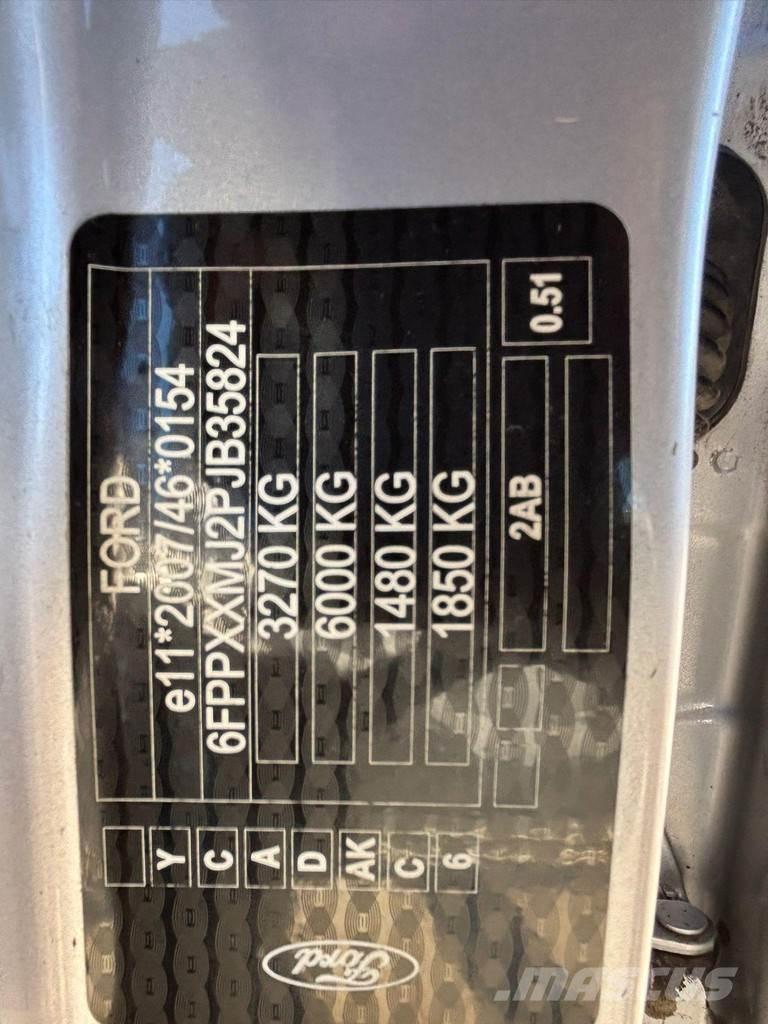 FORD
e11*2007/46*0154
6FPPXXMJ2PJB35824
3270 KG
6000 KG
1480 KG
1850 KG
2AB
0.51
Y
C
A
D
AK
C
6
Ford
MASCUS